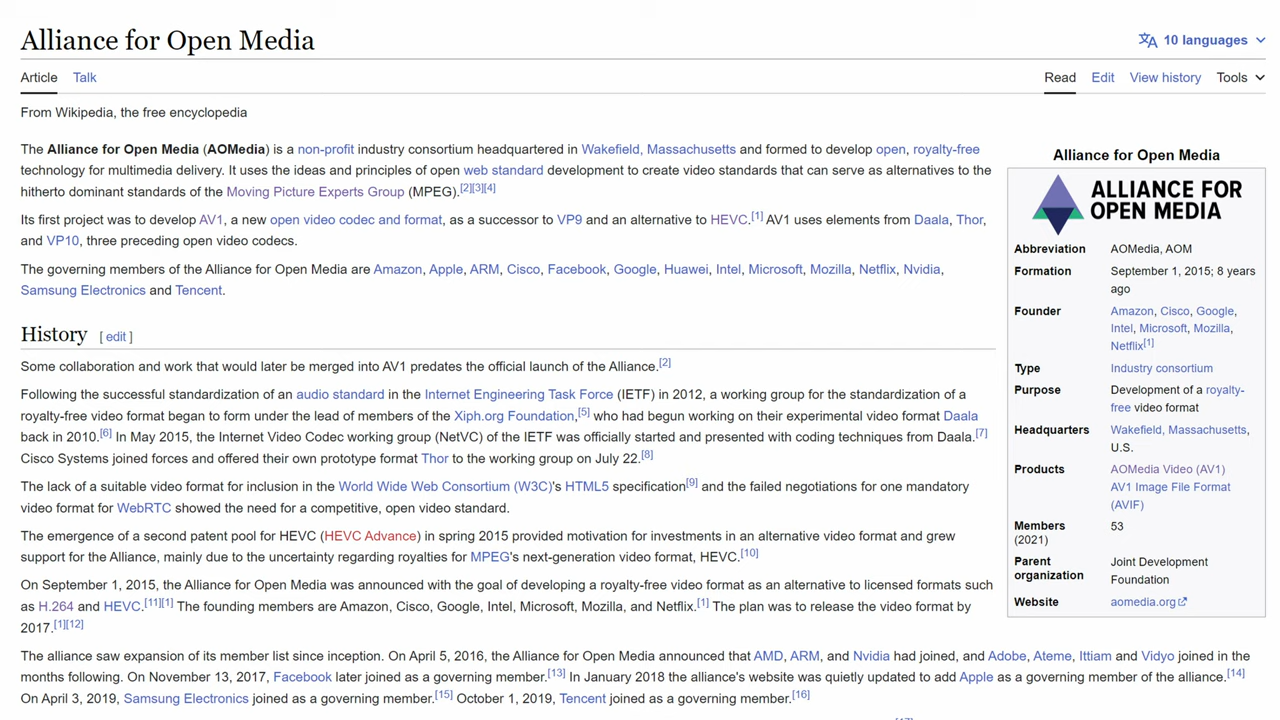 Alliance for Open Media
10 languages
Article Talk
Read Edit View history Tools
From Wikipedia, the free encyclopedia
The Alliance for Open Media (AOMedia) is a non-profit industry consortium headquartered in Wakefield, Massachusetts and formed to develop open, royalty-free
technology for multimedia delivery. It uses the ideas and principles of open web standard development to create video standards that can serve as alternatives to the
hitherto dominant standards of the Moving Picture Experts Group (MPEG).[2][3][4]
Its first project was to develop AV1, a new open video codec and format, as a successor to VP9 and an alternative to HEVC.[1] AV1 uses elements from Daala, Thor,
and VP10, three preceding open video codecs.
The governing members of the Alliance for Open Media are Amazon, Apple, ARM, Cisco, Facebook, Google, Huawei, Intel, Microsoft, Mozilla, Netflix, Nvidia,
Samsung Electronics and Tencent.
History [ edit ]
Some collaboration and work that would later be merged into AV1 predates the official launch of the Alliance.[2]
Following the successful standardization of an audio standard in the Internet Engineering Task Force (IETF) in 2012, a working group for the standardization of a
royalty-free video format began to form under the lead of members of the Xiph.org Foundation,[5] who had begun working on their experimental video format Daala
back in 2010.[6] In May 2015, the Internet Video Codec working group (NetVC) of the IETF was officially started and presented with coding techniques from Daala.[7]
Cisco Systems joined forces and offered their own prototype format Thor to the working group on July 22.[8]
The lack of a suitable video format for inclusion in the World Wide Web Consortium (W3C)'s HTML5 specification[9] and the failed negotiations for one mandatory
video format for WebRTC showed the need for a competitive, open video standard.
The emergence of a second patent pool for HEVC (HEVC Advance) in spring 2015 provided motivation for investments in an alternative video format and grew
support for the Alliance, mainly due to the uncertainty regarding royalties for MPEG's next-generation video format, HEVC.[10]
On September 1, 2015, the Alliance for Open Media was announced with the goal of developing a royalty-free video format as an alternative to licensed formats such
as H.264 and HEVC.[11][1] The founding members are Amazon, Cisco, Google, Intel, Microsoft, Mozilla, and Netflix.[1] The plan was to release the video format by
2017.[1][12]
The alliance saw expansion of its member list since inception. On April 5, 2016, the Alliance for Open Media announced that AMD, ARM, and Nvidia had joined, and Adobe, Ateme, Ittiam and Vidyo joined in the
months following. On November 13, 2017, Facebook later joined as a governing member.[13] In January 2018 the alliance's website was quietly updated to add Apple as a governing member of the alliance.[14]
On April 3, 2019, Samsung Electronics joined as a governing member.[15] October 1, 2019, Tencent joined as a governing member.[16]
Alliance for Open Media
ALLIANCE FOR
OPEN MEDIA
Abbreviation AOMedia, AOM
Formation September 1, 2015; 8 years
ago
Founder Amazon, Cisco, Google,
Intel, Microsoft, Mozilla,
Netflix[1]
Type Industry consortium
Purpose Development of a royalty-
free video format
Headquarters Wakefield, Massachusetts,
U.S.
Products AOMedia Video (AV1)
AV1 Image File Format
(AVIF)
Members 53
(2021)
Parent Joint Development
organization Foundation
Website aomedia.org